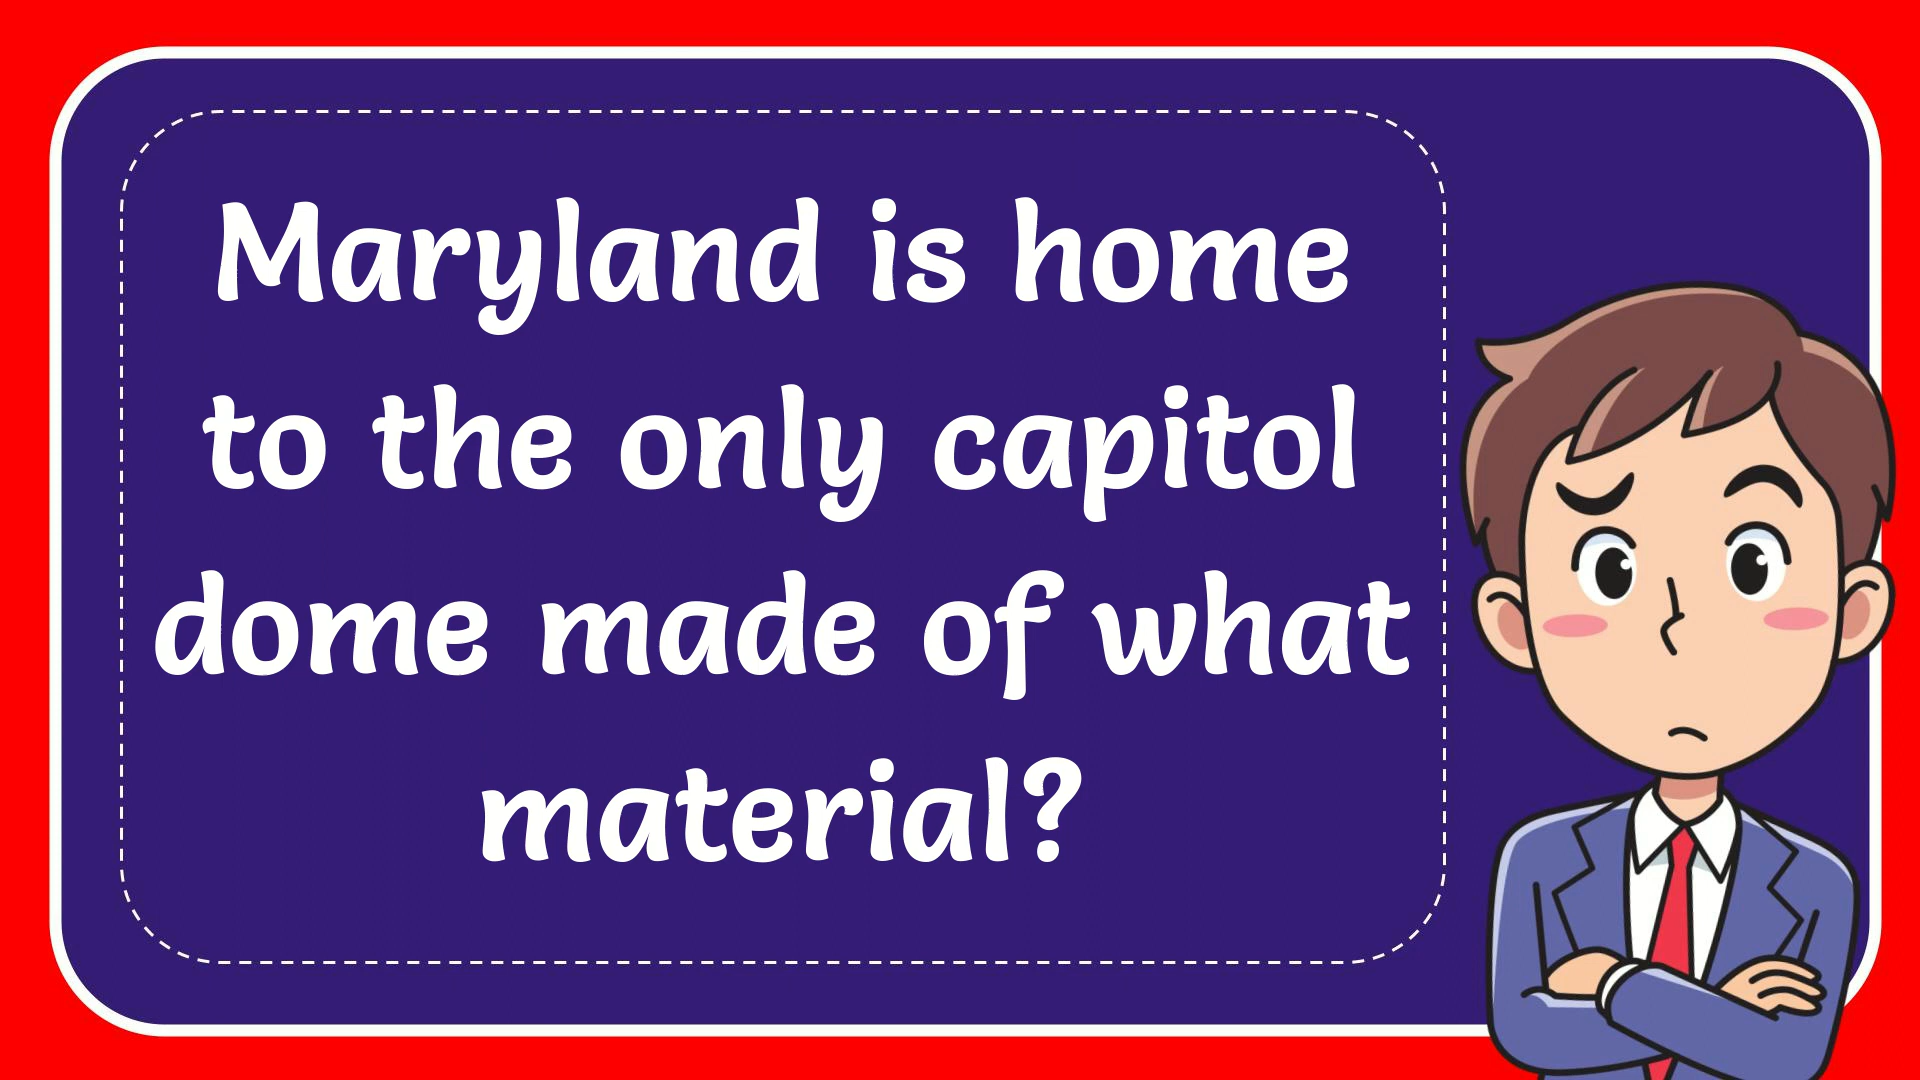 Maryland is home
to the only capitol
dome made of what
material?